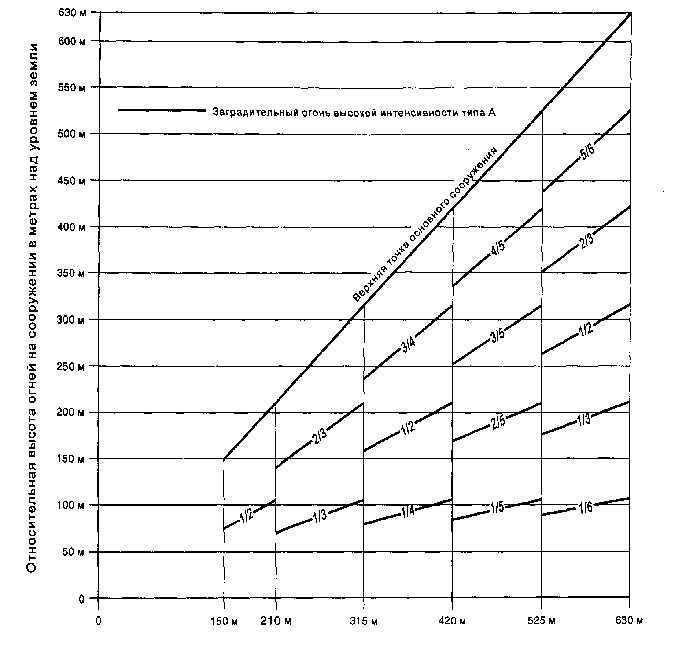 Относительная высота огней на сооружении в метрах над уровнем земли
630 м
600 м
550 м
500 м
450 м
400 м
350 м
300 м
250 м
200 м
150 м
100 м
50 м
0
Заградительный огонь высокой интенсивности типа А
Верхняя точка основного сооружения
5/6
4/5
2/3
3/4
3/5
1/2
2/3
1/2
2/5
1/3
1/2
1/3
1/4
1/5
1/6
0
150 м
210 м
315 м
420 м
525 м
630 м